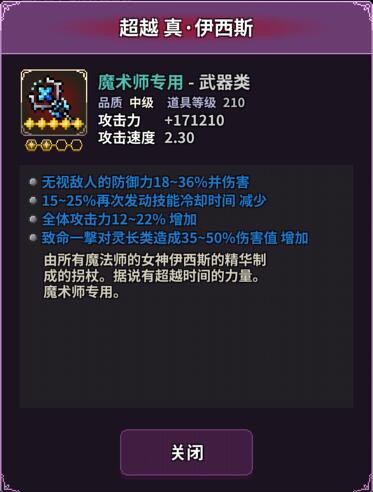 超越 真·伊西斯
魔术师专用 - 武器类
品质 中级 道具等级 210
攻击力 +171210
攻击速度 2.30
无视敌人的防御力18~36%并伤害
15~25%再次发动技能冷却时间 减少
全体攻击力12~22% 增加
致命一擊对灵长类造成35~50%伤害值 增加
由所有魔法师的女神伊西斯的精华制
成的拐杖。据说有超越时间的力量。
魔术师专用。
关闭